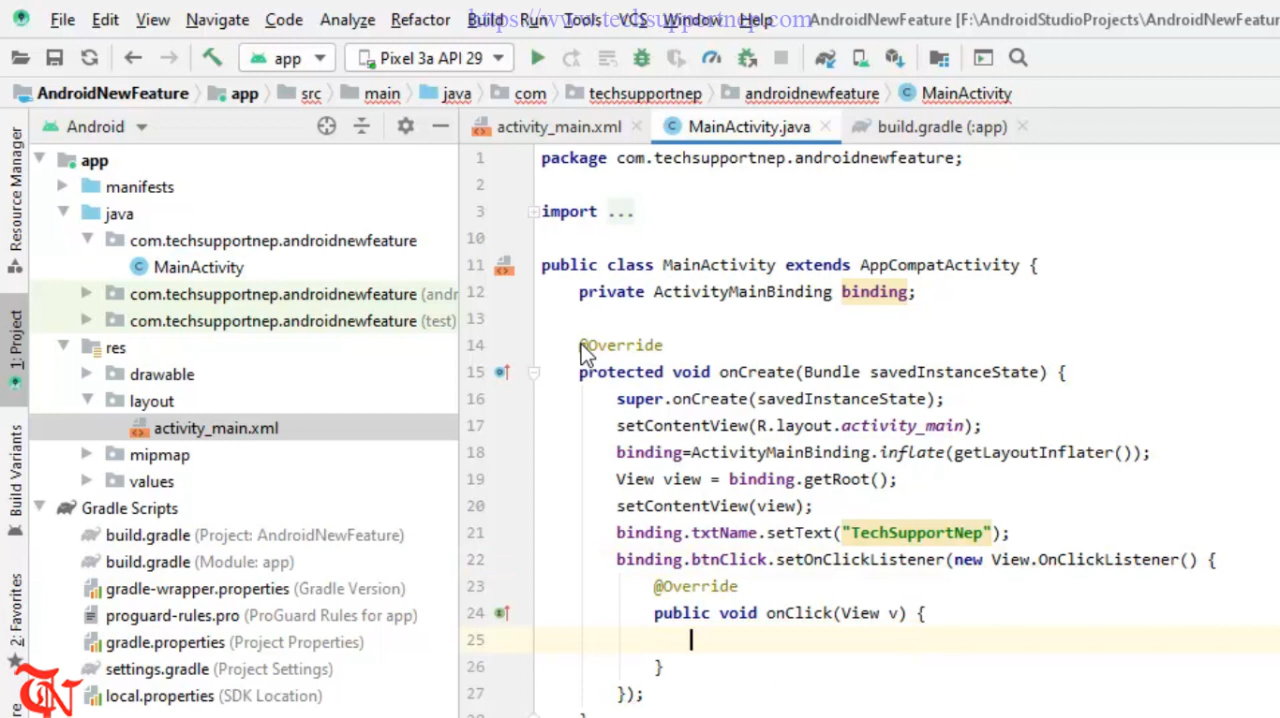 File Edit View Navigate Code Analyze Refactor Build Run Tools VCS Window Help AndroidNewFeature [F:\AndroidStudioProjects\AndroidNewFeatur
https://www.techsupportnep.com
app Pixel 3a API 29
AndroidNewFeature app src main java com techsupportnep androidnewfeature MainActivity
Android
activity_main.xml MainActivity.java build.gradle (:app)
Resource Manager
1: Project
Build Variants
2: Favorites
app
manifests
java
com.techsupportnep.androidnewfeature
MainActivity
com.techsupportnep.androidnewfeature (andr
com.techsupportnep.androidnewfeature (test)
res
drawable
layout
activity_main.xml
mipmap
values
Gradle Scripts
build.gradle (Project: AndroidNewFeature)
build.gradle (Module: app)
gradle-wrapper.properties (Gradle Version)
proguard-rules.pro (ProGuard Rules for app)
gradle.properties (Project Properties)
settings.gradle (Project Settings)
local.properties (SDK Location)
TN
1 package com.techsupportnep.androidnewfeature;
2
3 import ...
10
11 public class MainActivity extends AppCompatActivity {
12 private ActivityMainBinding binding;
13
14 @Override
15 protected void onCreate(Bundle savedInstanceState) {
16 super.onCreate(savedInstanceState);
17 setContentView(R.layout.activity_main);
18 binding=ActivityMainBinding.inflate(getLayoutInflater());
19 View view = binding.getRoot();
20 setContentView(view);
21 binding.txtName.setText("TechSupportNep");
22 binding.btnClick.setOnClickListener(new View.OnClickListener() {
23 @Override
24 public void onClick(View v) {
25
26 }
27 });